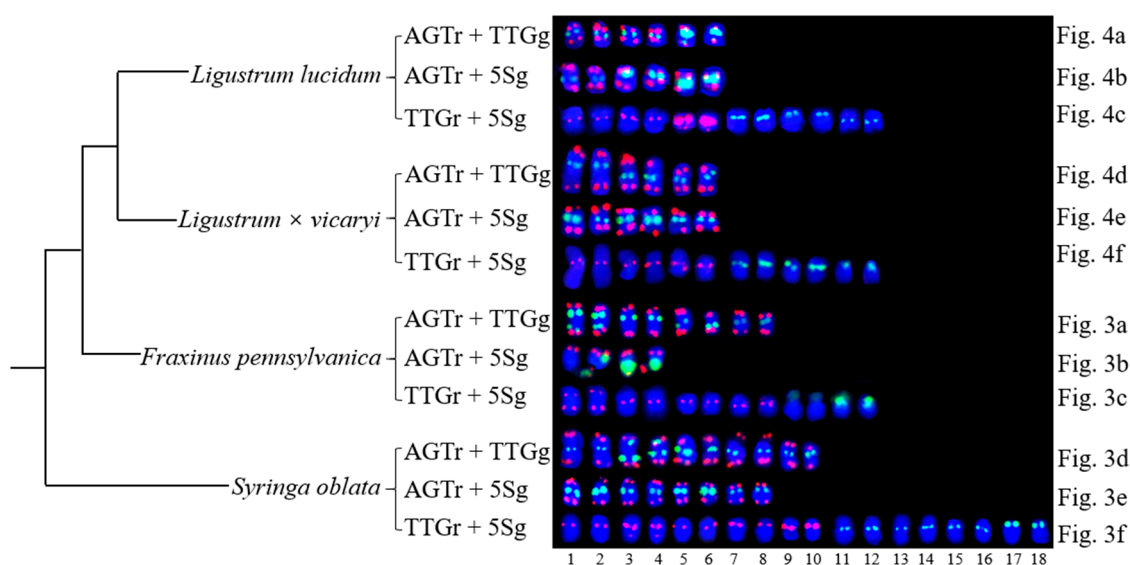 AGTr + TTGg Fig. 4a
Ligustrum lucidum AGTr + 5Sg Fig. 4b
TTGr + 5Sg Fig. 4c
AGTr + TTGg Fig. 4d
Ligustrum × vicaryi AGTr + 5Sg Fig. 4e
TTGr + 5Sg Fig. 4f
AGTr + TTGg Fig. 3a
Fraxinus pennsylvanica AGTr + 5Sg Fig. 3b
TTGr + 5Sg Fig. 3c
AGTr + TTGg Fig. 3d
Syringa oblata AGTr + 5Sg Fig. 3e
TTGr + 5Sg Fig. 3f
1 2 3 4 5 6 7 8 9 10 11 12 13 14 15 16 17 18